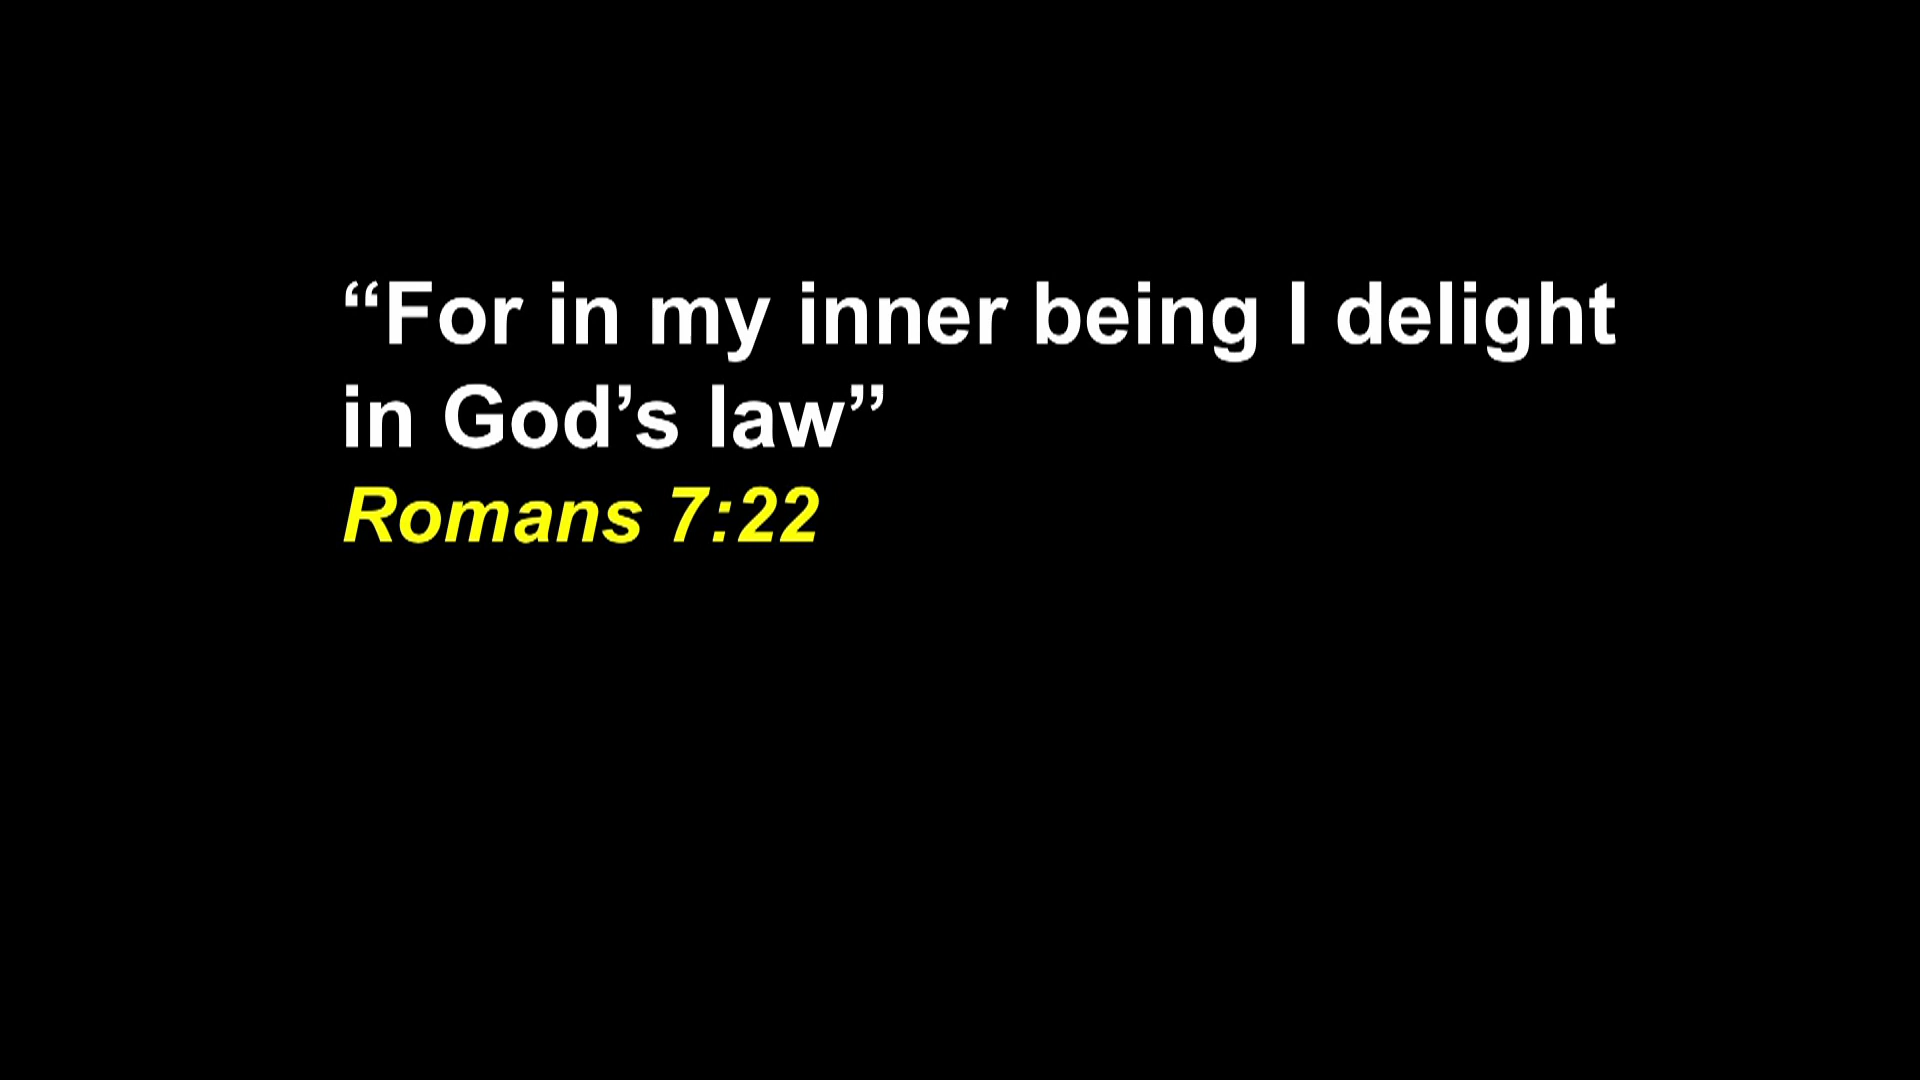 “For in my inner being I delight
in God’s law”
Romans 7:22